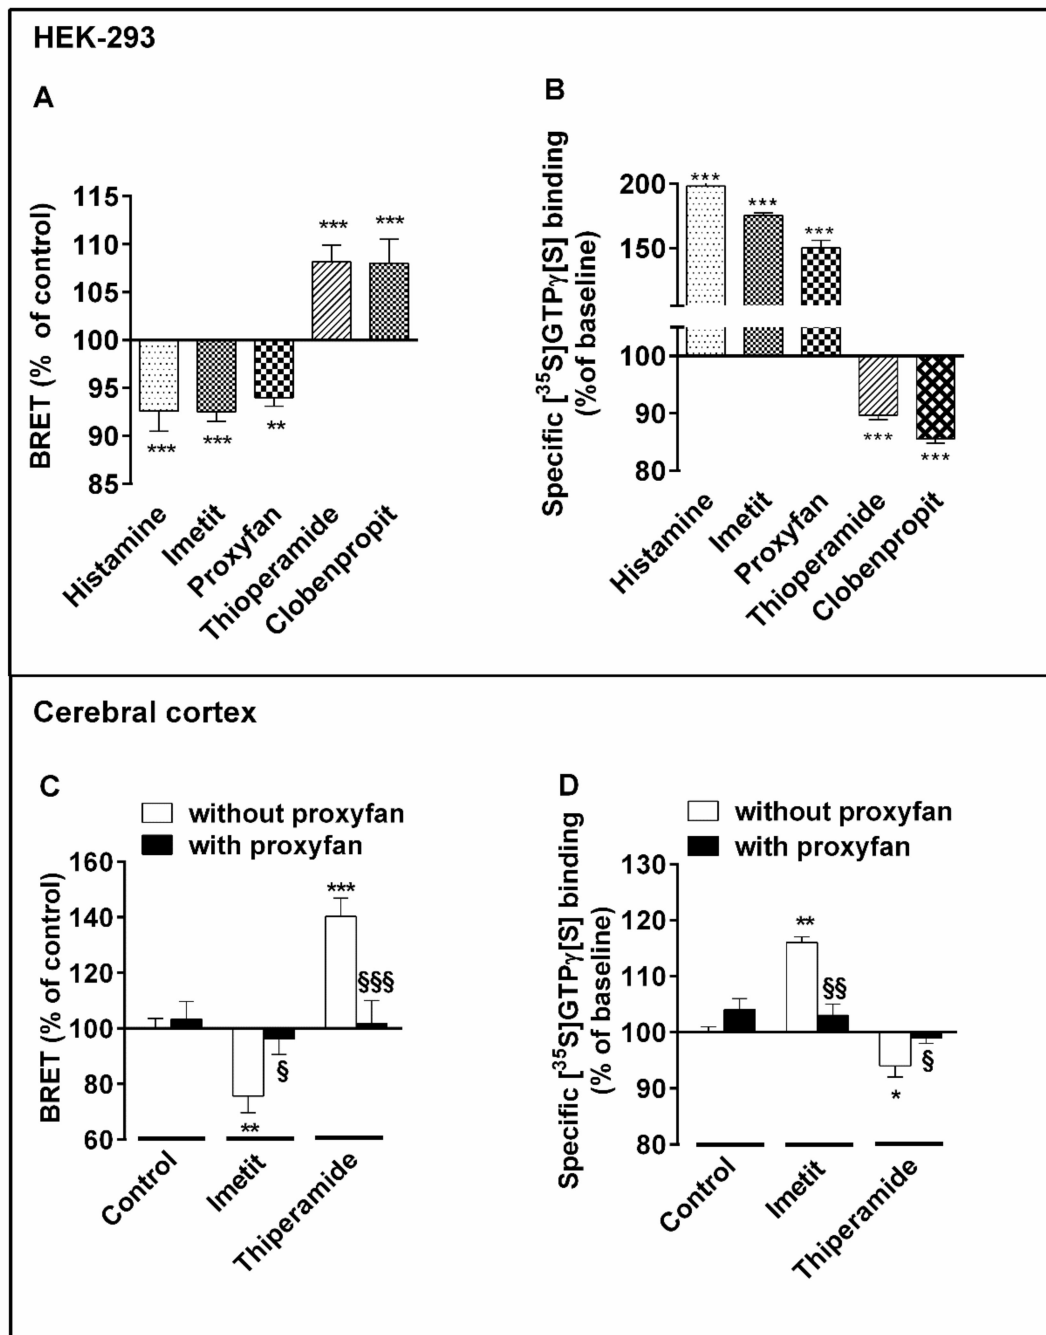 HEK-293
A
BRET (% of control)
115
110
105
100
95
90
85
***
***
**
***
***
Histamine
Imetit
Proxyfan
Thioperamide
Clobenpropit
B
Specific [³⁵S]GTPγ[S] binding
(%of baseline)
200
150
100
90
80
***
***
***
***
***
Histamine
Imetit
Proxyfan
Thioperamide
Clobenpropit
Cerebral cortex
C
without proxyfan
with proxyfan
BRET (% of control)
160
140
120
100
80
60
**
§
***
§§§
Control
Imetit
Thiperamide
D
without proxyfan
with proxyfan
Specific [³⁵S]GTPγ[S] binding
(% of baseline)
130
120
110
100
90
80
**
§§
*
§
Control
Imetit
Thiperamide